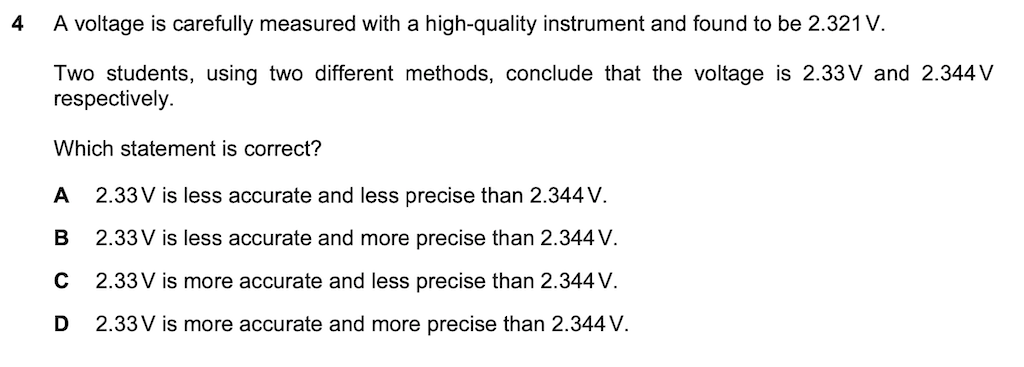 4 A voltage is carefully measured with a high-quality instrument and found to be 2.321 V.
Two students, using two different methods, conclude that the voltage is 2.33 V and 2.344 V
respectively.
Which statement is correct?
A 2.33 V is less accurate and less precise than 2.344 V.
B 2.33 V is less accurate and more precise than 2.344 V.
C 2.33 V is more accurate and less precise than 2.344 V.
D 2.33 V is more accurate and more precise than 2.344 V.